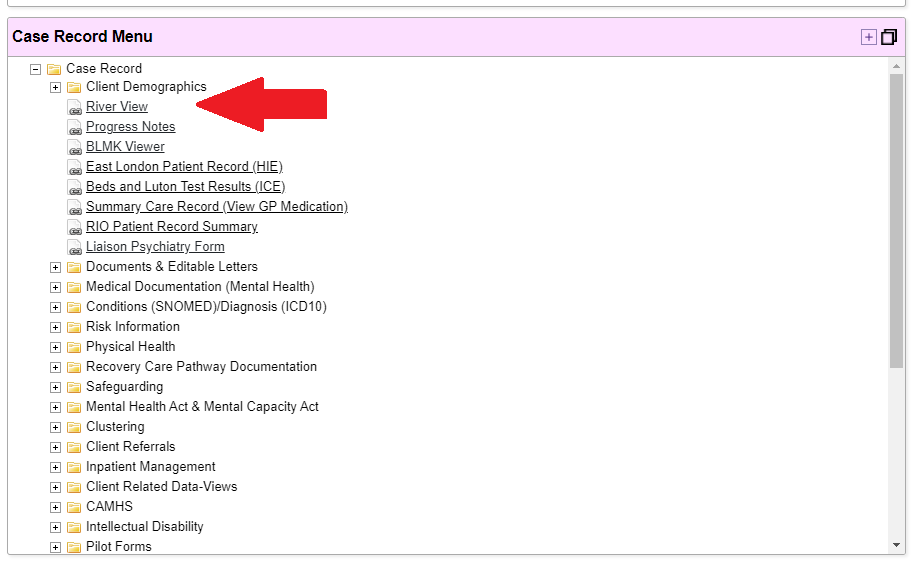 Case Record Menu
Case Record
Client Demographics
River View
Progress Notes
BLMK Viewer
East London Patient Record (HIE)
Beds and Luton Test Results (ICE)
Summary Care Record (View GP Medication)
RIO Patient Record Summary
Liaison Psychiatry Form
Documents & Editable Letters
Medical Documentation (Mental Health)
Conditions (SNOMED)/Diagnosis (ICD10)
Risk Information
Physical Health
Recovery Care Pathway Documentation
Safeguarding
Mental Health Act & Mental Capacity Act
Clustering
Client Referrals
Inpatient Management
Client Related Data-Views
CAMHS
Intellectual Disability
Pilot Forms